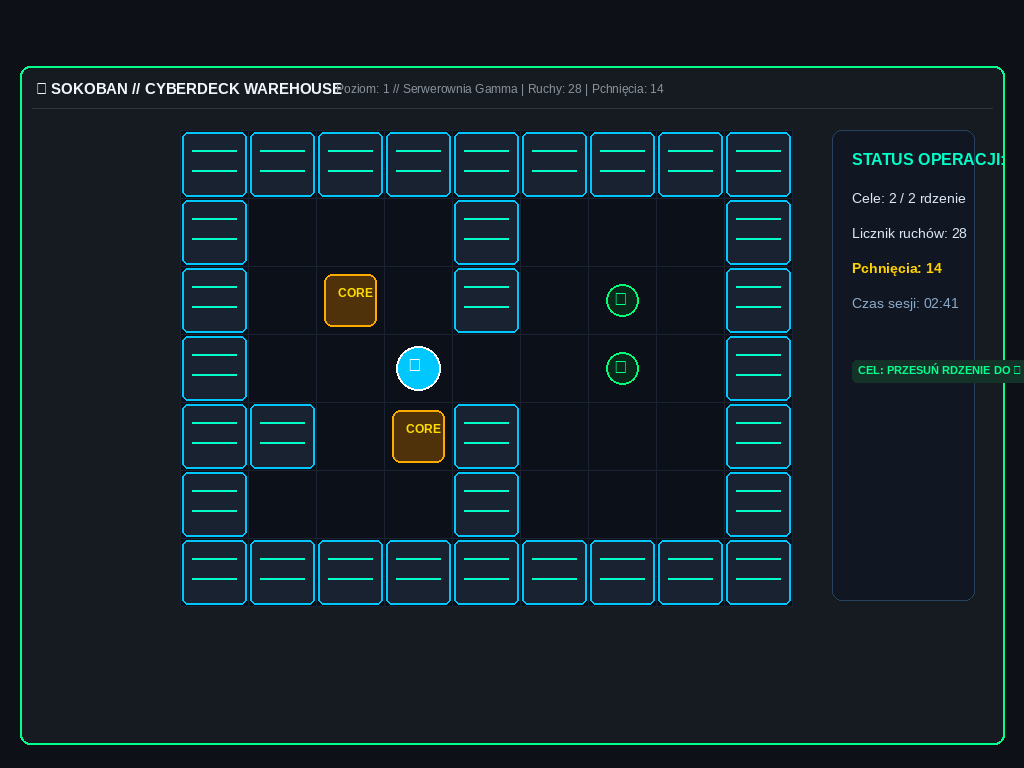 SOKOBAN // CYBERDECK WAREHOUSE
Poziom: 1 // Serwerownia Gamma | Ruchy: 28 | Pchnięcia: 14
STATUS OPERACJI:
Cele: 2 / 2 rdzenie
Licznik ruchów: 28
Pchnięcia: 14
CORE
Czas sesji: 02:41
CEL: PRZESUŃ RDZENIE DO
CORE